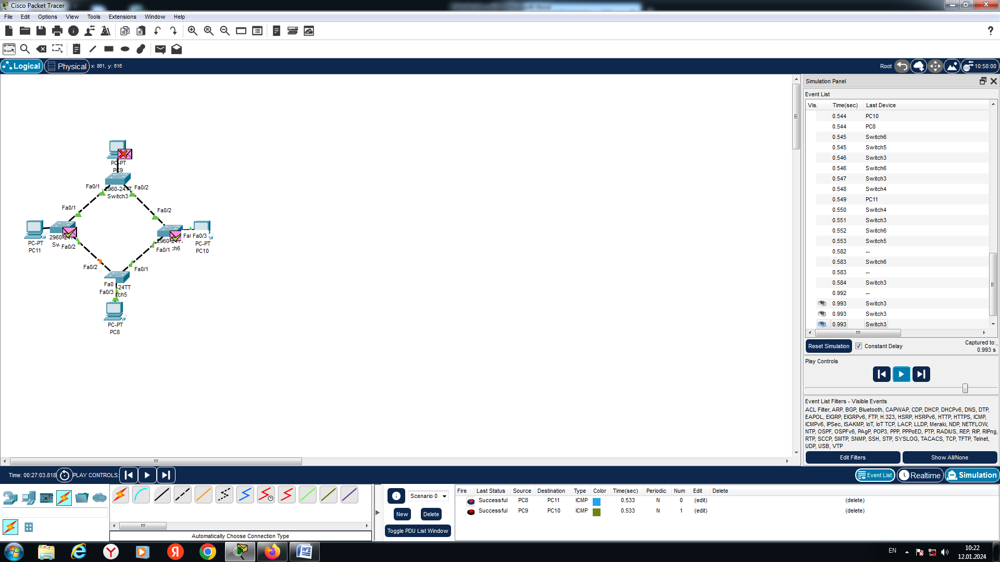 Cisco Packet Tracer
File Edit Options View Tools Extensions Window Help
Logical Physical x: 861, y: 616 Root 10:58:00
Simulation Panel
Event List
Vis. Time(sec) Last Device
0.544 PC10
0.544 PC8
0.545 Switch6
0.545 Switch5
0.546 Switch3
0.546 Switch6
0.547 Switch3
0.548 Switch4
0.549 PC11
0.550 Switch4
0.551 Switch3
0.552 Switch6
0.553 Switch5
0.582 --
0.583 Switch6
0.583 --
0.584 Switch3
0.992 --
0.993 Switch3
0.993 Switch3
0.993 Switch3
Reset Simulation Constant Delay Captured to:
0.993 s
Play Controls
Event List Filters - Visible Events
ACL Filter, ARP, BGP, Bluetooth, CAPWAP, CDP, DHCP, DHCPv6, DNS, DTP,
EAPOL, EIGRP, EIGRPv6, FTP, H.323, HSRP, HSRPv6, HTTP, HTTPS, ICMP,
ICMPv6, IPSec, ISAKMP, IoT, IoT TCP, LACP, LLDP, Meraki, NDP, NETFLOW,
NTP, OSPF, OSPFv6, PAgP, POP3, PPP, PPPoED, PTP, RADIUS, REP, RIP, RIPng,
RTP, SCCP, SMTP, SNMP, SSH, STP, SYSLOG, TACACS, TCP, TFTP, Telnet,
UDP, USB, VTP
Edit Filters Show All/None
PC-PT
PC9
Fa0/1 2960-24TT Fa0/2
Switch3
Fa0/1 Fa0/2
2960-24TT Fa0/3
PC-PT Sw Fa0/2 Fa0/1 ch6 PC-PT
PC11 PC10
Fa0/2 Fa0/1
Fa0 -24TT
Fa0/3 itch5
PC-PT
PC8
Time: 00:27:03.818 PLAY CONTROLS: Event List Realtime Simulation
Automatically Choose Connection Type
Scenario 0
New Delete
Toggle PDU List Window
Fire Last Status Source Destination Type Color Time(sec) Periodic Num Edit Delete
Successful PC8 PC11 ICMP 0.533 N 0 (edit) (delete)
Successful PC9 PC10 ICMP 0.533 N 1 (edit) (delete)
EN 10:22
12.01.2024